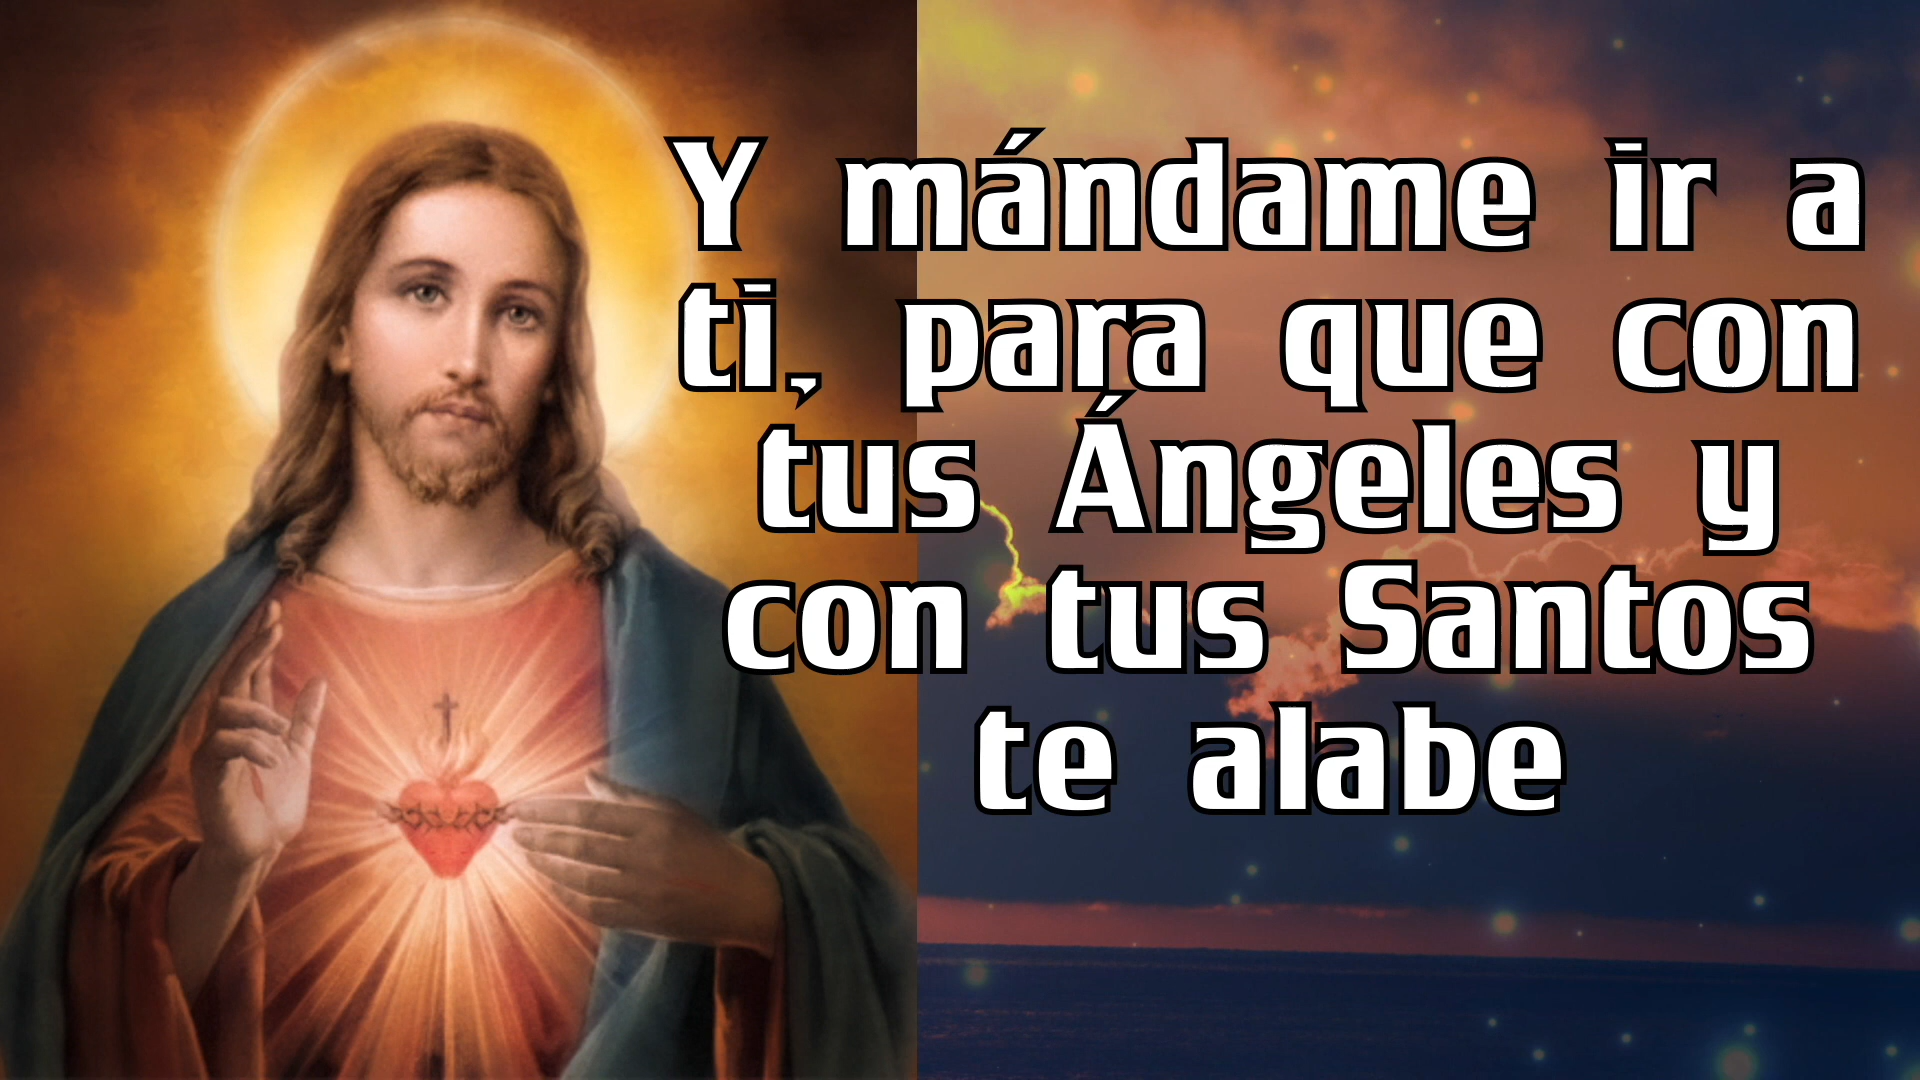 Y mándame ir a
ti, para que con
tus Ángeles y
con tus Santos
te alabe